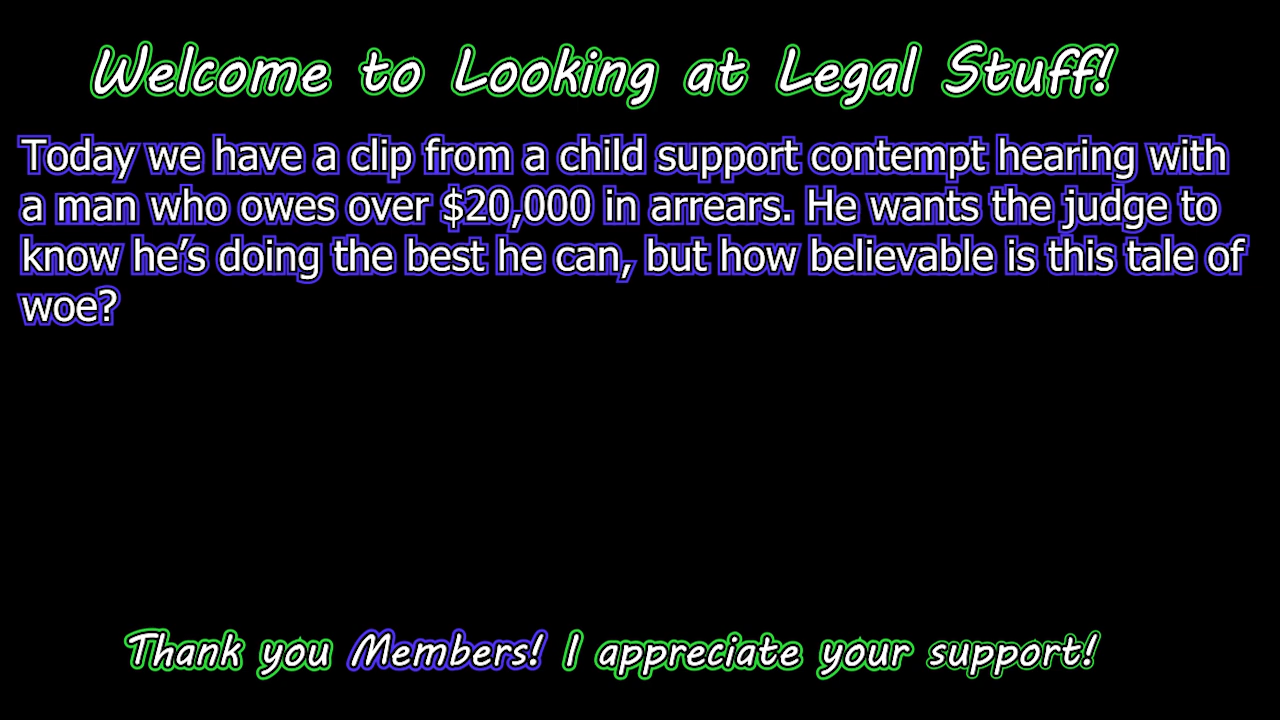 Welcome to Looking at Legal Stuff!
Today we have a clip from a child support contempt hearing with
a man who owes over $20,000 in arrears. He wants the judge to
know he’s doing the best he can, but how believable is this tale of
woe?
Thank you Members! I appreciate your support!